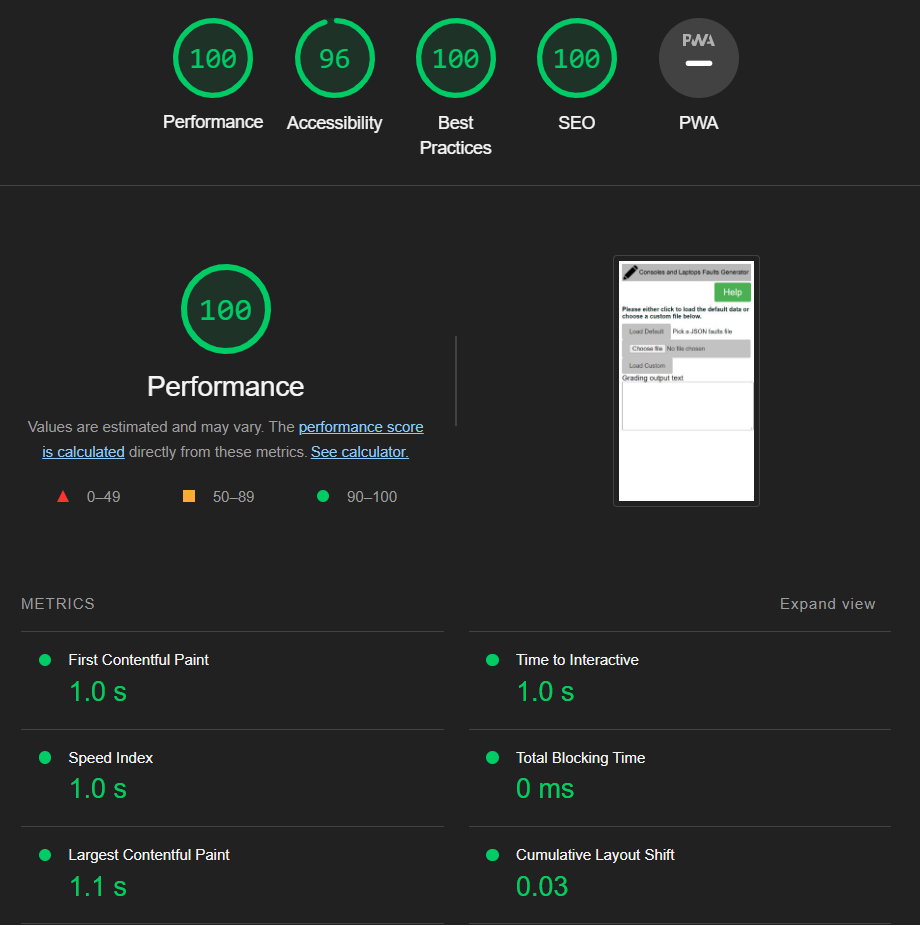 100
96
100
100
PWA
Performance
Accessibility
Best
Practices
SEO
PWA
100
Performance
Values are estimated and may vary. The performance score
is calculated directly from these metrics. See calculator.
0–49
50–89
90–100
Consoles and Laptops Faults Generator
Help
Please either click to load the default data or
choose a custom file below.
Load Default Pick a JSON faults file
Choose file No file chosen
Load Custom
Grading output text
METRICS
Expand view
First Contentful Paint
1.0 s
Time to Interactive
1.0 s
Speed Index
1.0 s
Total Blocking Time
0 ms
Largest Contentful Paint
1.1 s
Cumulative Layout Shift
0.03